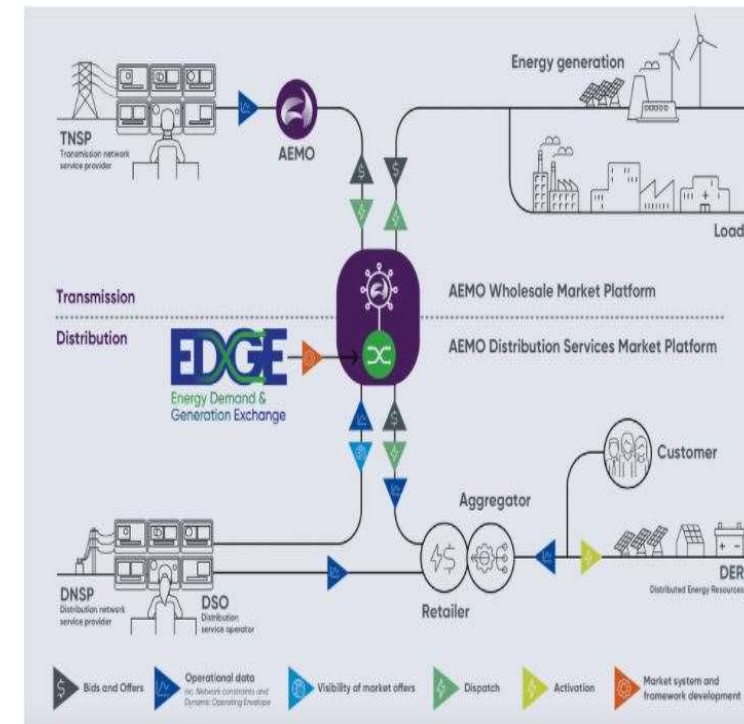 Energy generation
TNSP
Transmission network
service provider
AEMO
Load
Transmission
AEMO Wholesale Market Platform
Distribution
AEMO Distribution Services Market Platform
EDGE
Energy Demand &
Generation Exchange
Customer
Aggregator
DNSP
Distribution network
service provider
DSO
Distribution
service operator
Retailer
DER
Distributed Energy Resources
Bids and Offers
Operational data
inc. Network constraints and
Dynamic Operating Envelope
Visibility of market offers
Dispatch
Activation
Market system and
framework development